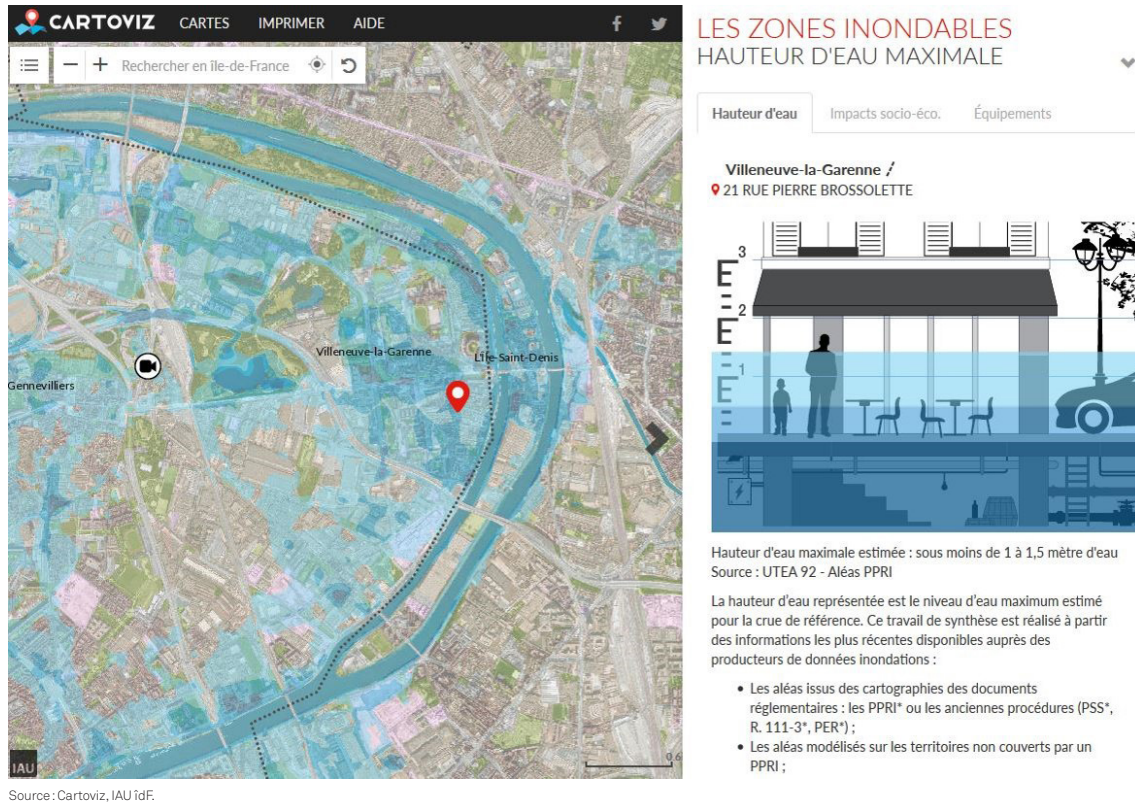 CARTOVIZ CARTES IMPRIMER AIDE
Rechercher en île-de-France
Villeneuve-la-Garenne
L'Île-Saint-Denis
Gennevilliers
IAU
0.6
LES ZONES INONDABLES
HAUTEUR D'EAU MAXIMALE
Hauteur d'eau Impacts socio-éco. Équipements
Villeneuve-la-Garenne
21 RUE PIERRE BROSSOLETTE
3
2
1
Hauteur d'eau maximale estimée : sous moins de 1 à 1,5 mètre d'eau
Source : UTEA 92 - Aléas PPRI
La hauteur d'eau représentée est le niveau d'eau maximum estimé
pour la crue de référence. Ce travail de synthèse est réalisé à partir
des informations les plus récentes disponibles auprès des
producteurs de données inondations :
• Les aléas issus des cartographies des documents
réglementaires : les PPRI* ou les anciennes procédures (PSS*,
R. 111-3*, PER*) ;
• Les aléas modélisés sur les territoires non couverts par un
PPRI ;
Source : Cartoviz, IAU îdF.